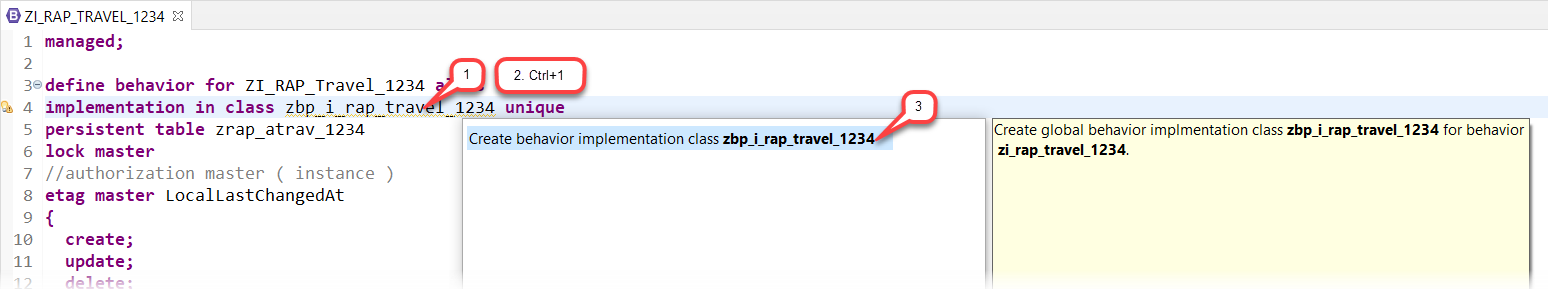 ZI_RAP_TRAVEL_1234
1 managed;
2
3 define behavior for ZI_RAP_Travel_1234
4 implementation in class zbp_i_rap_travel_1234 unique
5 persistent table zrap_atrav_1234
6 lock master
7 //authorization master ( instance )
8 etag master LocalLastChangedAt
9 {
10 create;
11 update;
12 delete;
1
2. Ctrl+1
3
Create behavior implementation class zbp_i_rap_travel_1234
Create global behavior implmentation class zbp_i_rap_travel_1234 for behavior
zi_rap_travel_1234.